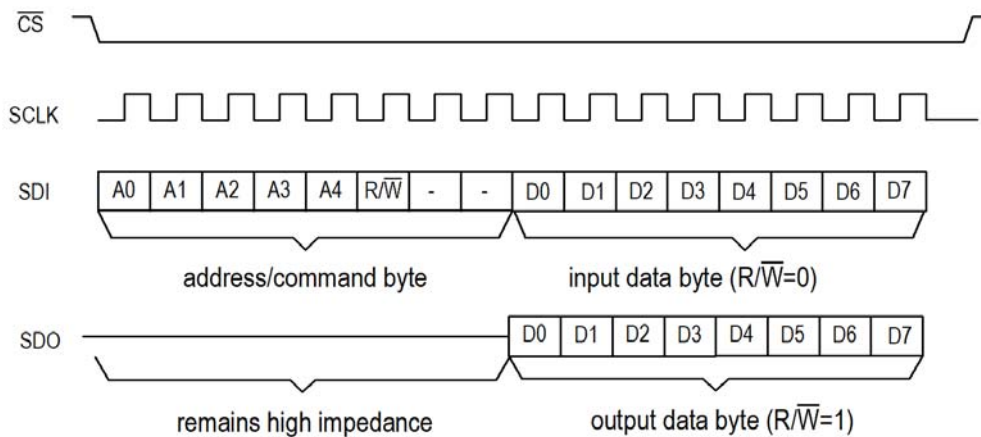 C̅S̅
SCLK
SDI A0 A1 A2 A3 A4 R/W̅ - - D0 D1 D2 D3 D4 D5 D6 D7
address/command byte input data byte (R/W̅=0)
SDO D0 D1 D2 D3 D4 D5 D6 D7
remains high impedance output data byte (R/W̅=1)